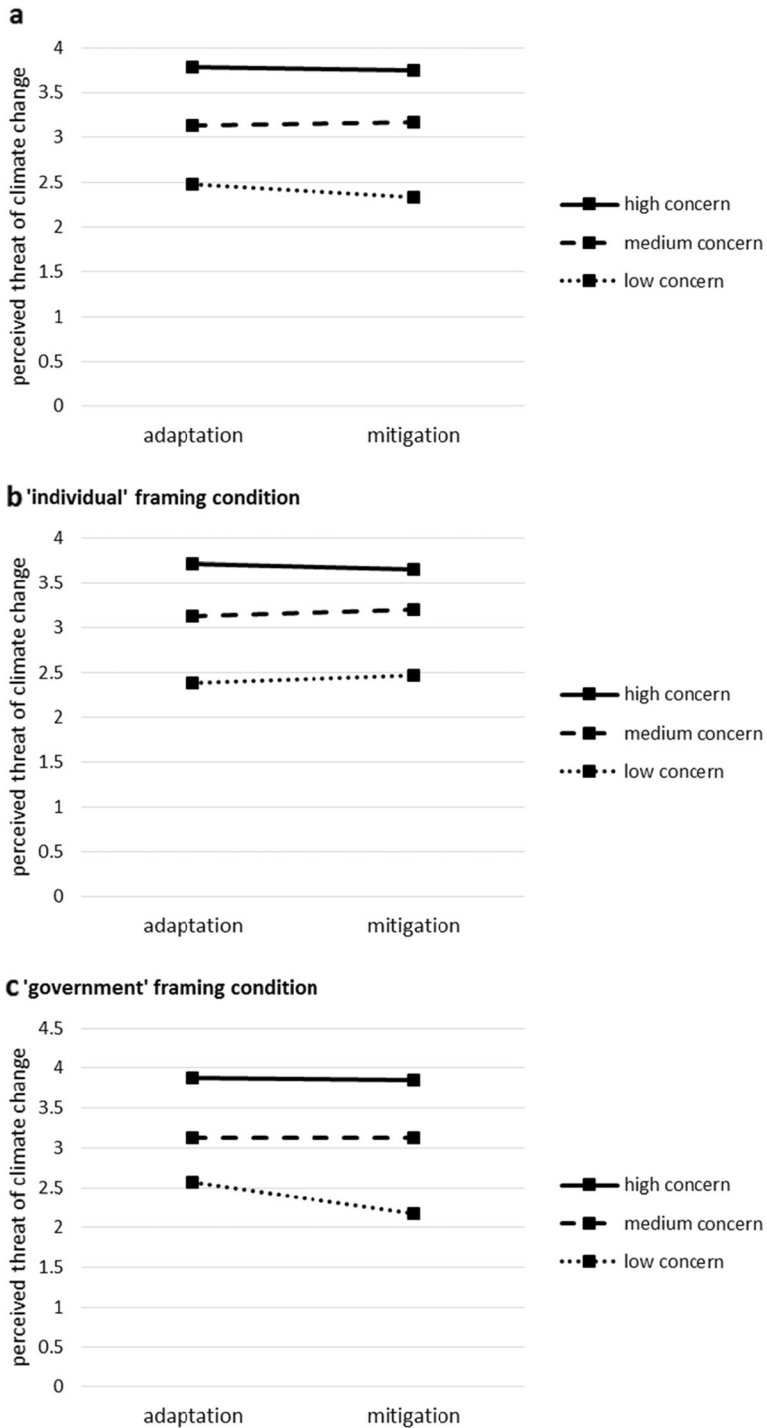 a
perceived threat of climate change
4
3.5
3
2.5
2
1.5
1
0.5
0
adaptation
mitigation
high concern
medium concern
low concern
b 'individual' framing condition
perceived threat of climate change
4
3.5
3
2.5
2
1.5
1
0.5
0
adaptation
mitigation
high concern
medium concern
low concern
c 'government' framing condition
perceived threat of climate change
4.5
4
3.5
3
2.5
2
1.5
1
0.5
0
adaptation
mitigation
high concern
medium concern
low concern